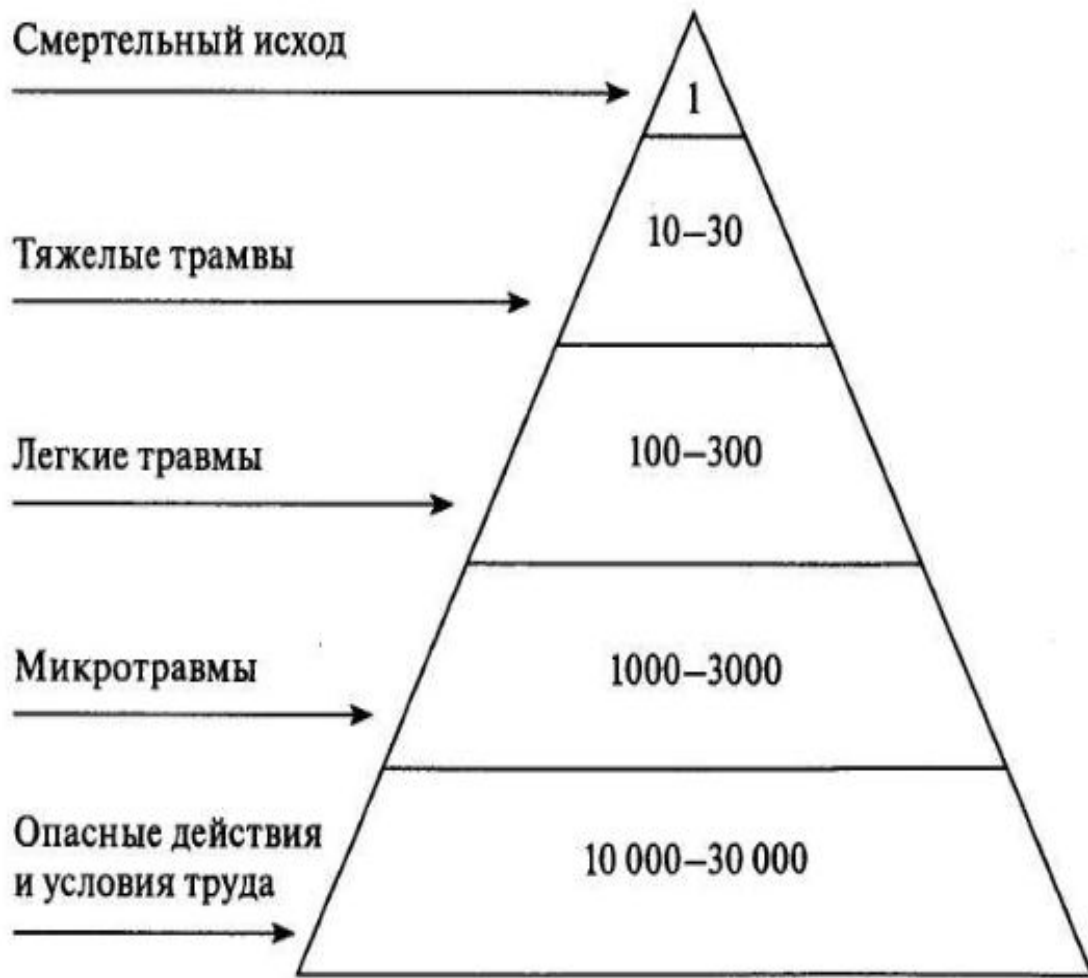 Смертельный исход
1
10–30
Тяжелые трамвы
100–300
Легкие травмы
1000–3000
Микротравмы
Опасные действия
и условия труда
10 000–30 000